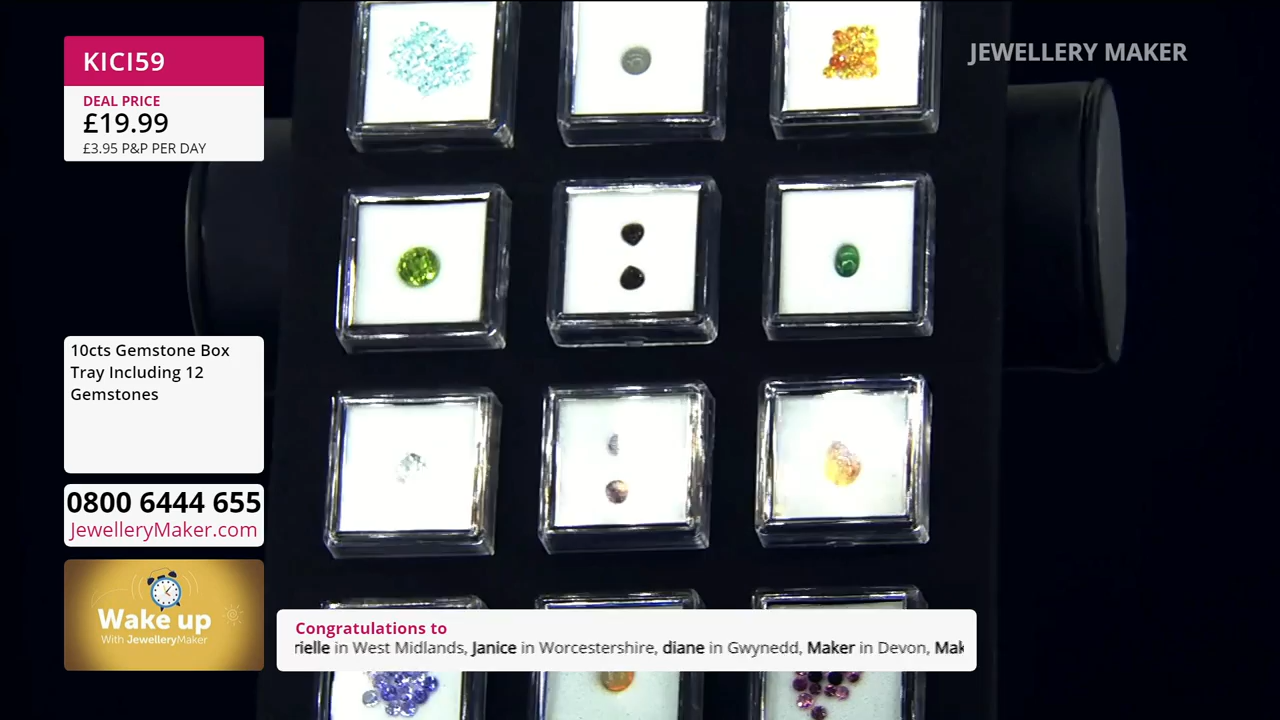 KICI59
DEAL PRICE
£19.99
£3.95 P&P PER DAY
JEWELLERY MAKER
10cts Gemstone Box
Tray Including 12
Gemstones
0800 6444 655
JewelleryMaker.com
Wake up
With JewelleryMaker
Congratulations to
in West Midlands, Janice in Worcestershire, diane in Gwynedd, Maker in Devon,